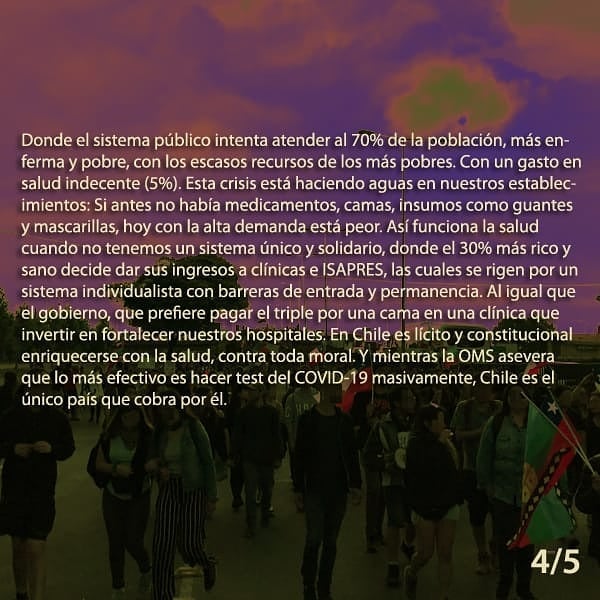 Donde el sistema público intenta atender al 70% de la población, más en-
ferma y pobre, con los escasos recursos de los más pobres. Con un gasto en
salud indecente (5%). Esta crisis está haciendo aguas en nuestros establec-
imientos: Si antes no había medicamentos, camas, insumos como guantes
y mascarillas, hoy con la alta demanda está peor. Así funciona la salud
cuando no tenemos un sistema único y solidario, donde el 30% más rico y
sano decide dar sus ingresos a clínicas e ISAPRES, las cuales se rigen por un
sistema individualista con barreras de entrada y permanencia. Al igual que
el gobierno, que prefiere pagar el triple por una cama en una clínica que
invertir en fortalecer nuestros hospitales. En Chile es lícito y constitucional
enriquecerse con la salud, contra toda moral. Y mientras la OMS asevera
que lo más efectivo es hacer test del COVID-19 masivamente, Chile es el
único país que cobra por él.
4/5